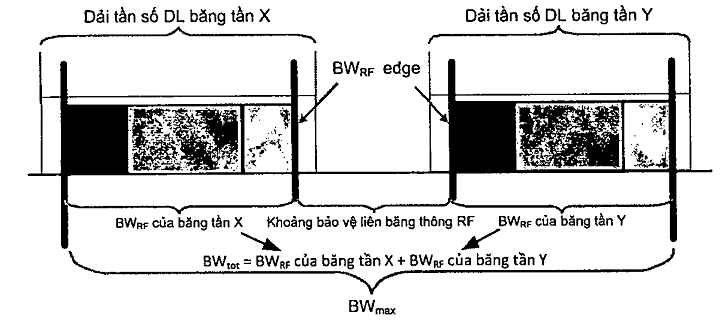 Dải tần số DL băng tần X
Dải tần số DL băng tần Y
BWRF edge
BWRF của băng tần X
Khoảng bảo vệ liên băng thông RF
BWRF của băng tần Y
BWtot = BWRF của băng tần X + BWRF của băng tần Y
BWmax